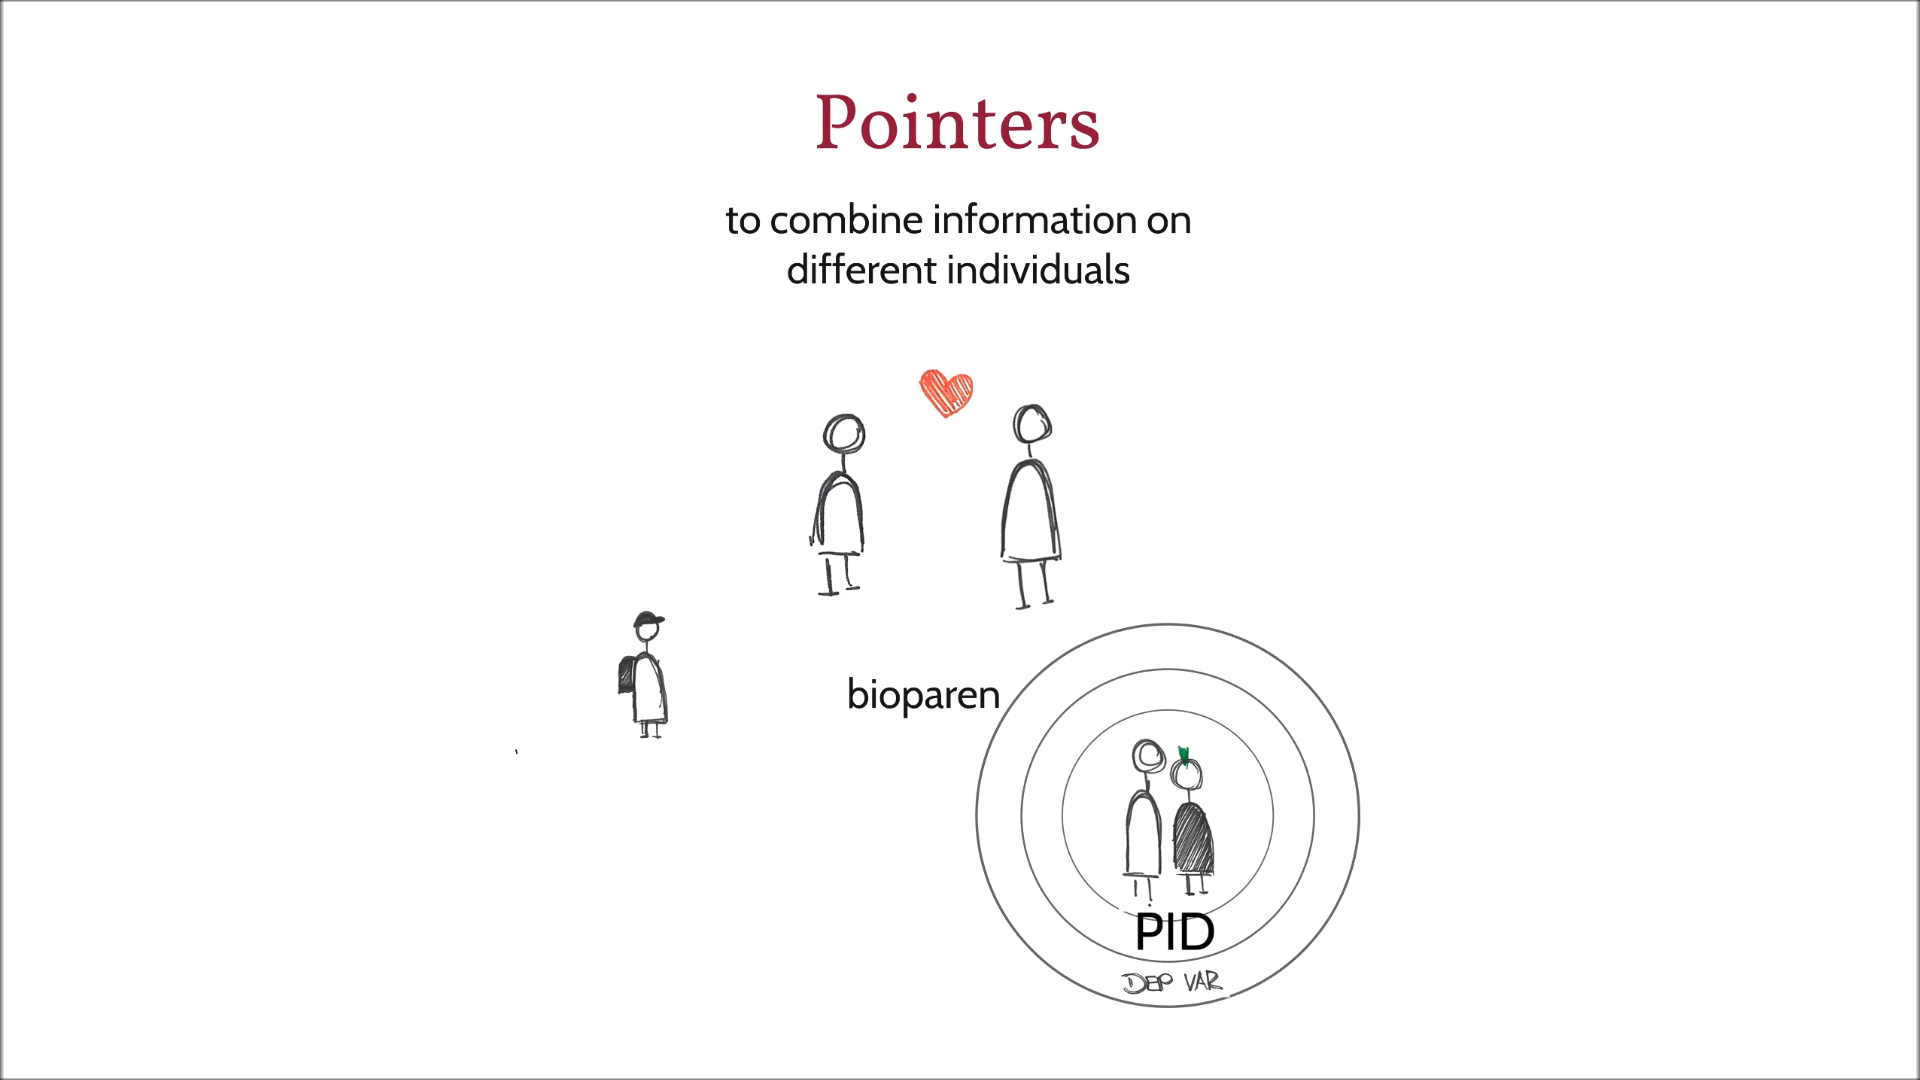 Pointers
to combine information on
different individuals
bioparen
PID
DEP VAR